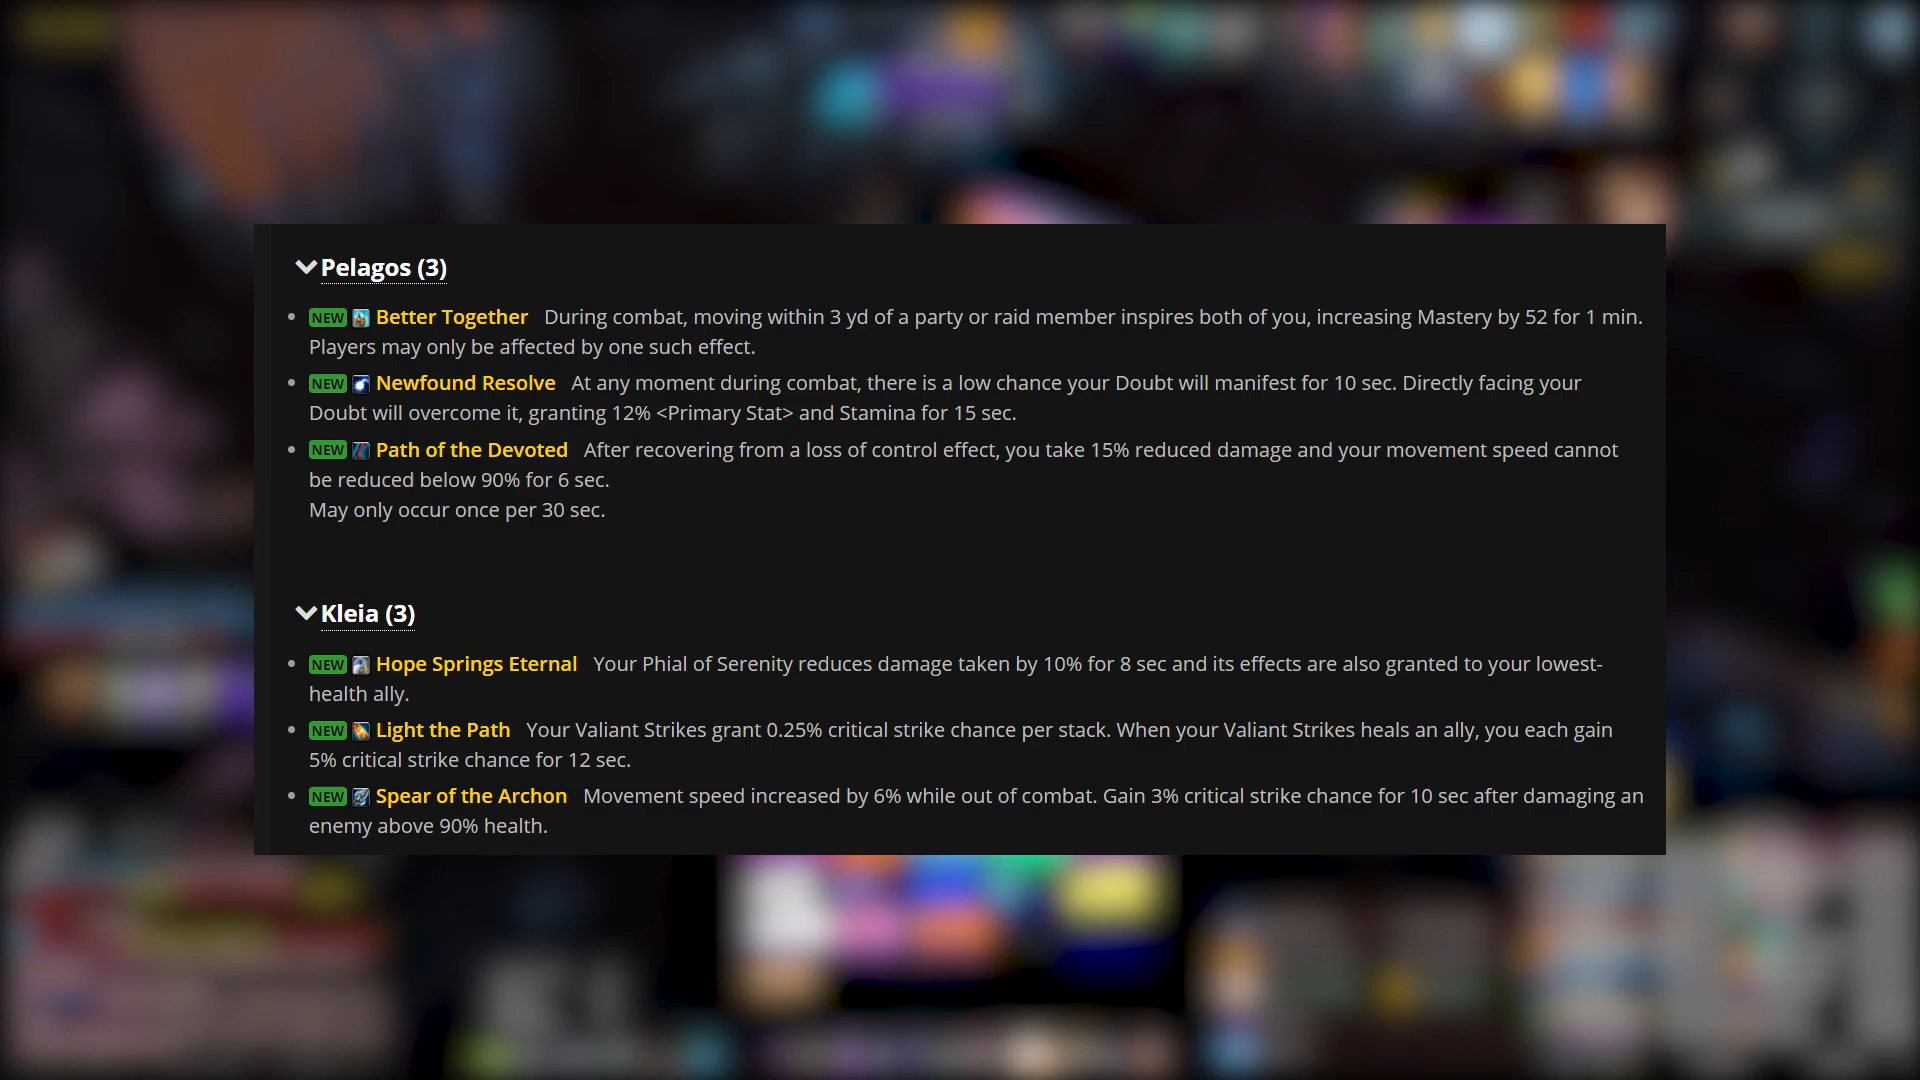 Pelagos (3)
NEW Better Together During combat, moving within 3 yd of a party or raid member inspires both of you, increasing Mastery by 52 for 1 min.
Players may only be affected by one such effect.
NEW Newfound Resolve At any moment during combat, there is a low chance your Doubt will manifest for 10 sec. Directly facing your
Doubt will overcome it, granting 12% <Primary Stat> and Stamina for 15 sec.
NEW Path of the Devoted After recovering from a loss of control effect, you take 15% reduced damage and your movement speed cannot
be reduced below 90% for 6 sec.
May only occur once per 30 sec.
Kleia (3)
NEW Hope Springs Eternal Your Phial of Serenity reduces damage taken by 10% for 8 sec and its effects are also granted to your lowest-
health ally.
NEW Light the Path Your Valiant Strikes grant 0.25% critical strike chance per stack. When your Valiant Strikes heals an ally, you each gain
5% critical strike chance for 12 sec.
NEW Spear of the Archon Movement speed increased by 6% while out of combat. Gain 3% critical strike chance for 10 sec after damaging an
enemy above 90% health.